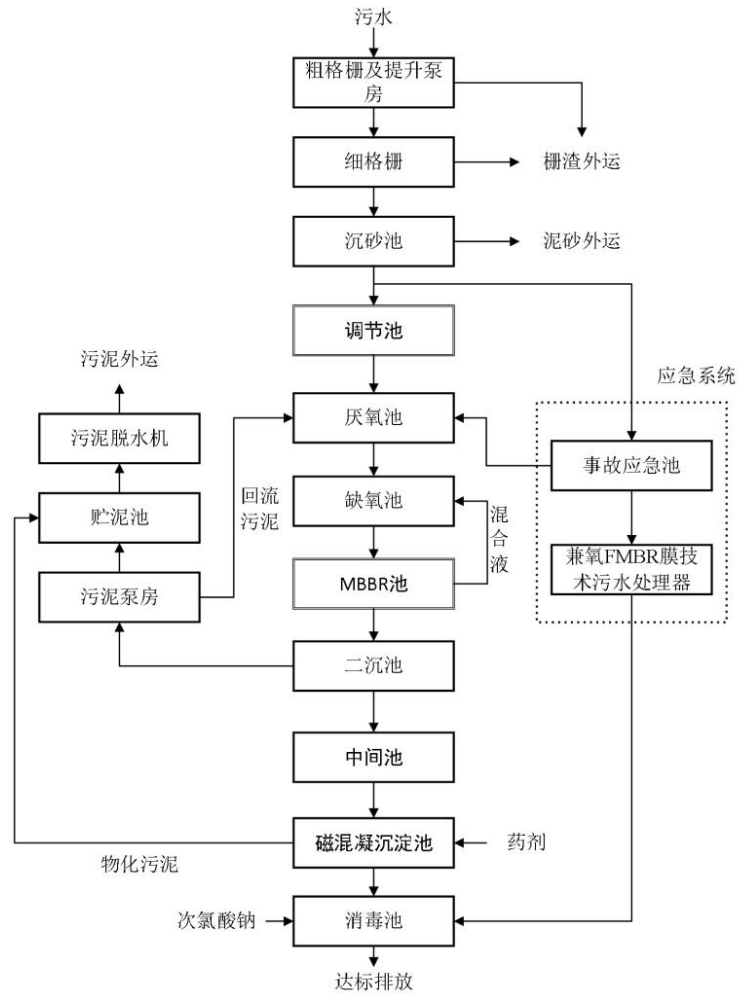 污水
粗格栅及提升泵
房
细格栅
栅渣外运
沉砂池
泥砂外运
调节池
污泥外运
应急系统
厌氧池
污泥脱水机
事故应急池
回流
污泥
缺氧池
混
合
液
贮泥池
兼氧FMBR膜技
术污水处理器
污泥泵房
MBBR池
二沉池
中间池
磁混凝沉淀池
药剂
物化污泥
次氯酸钠
消毒池
达标排放